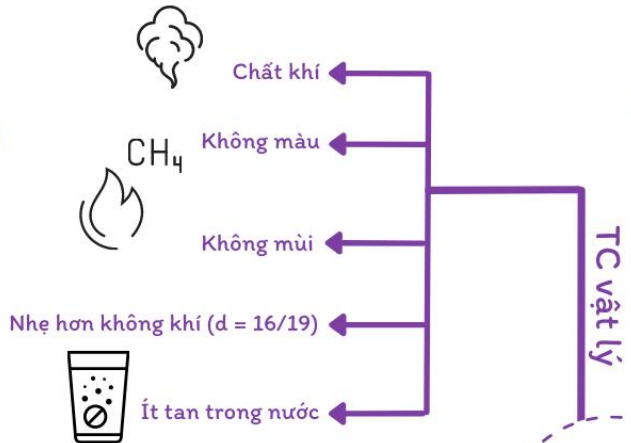 Chất khí
Không màu
CH₄
Không mùi
Nhẹ hơn không khí (d = 16/19)
Ít tan trong nước
TC vật lý